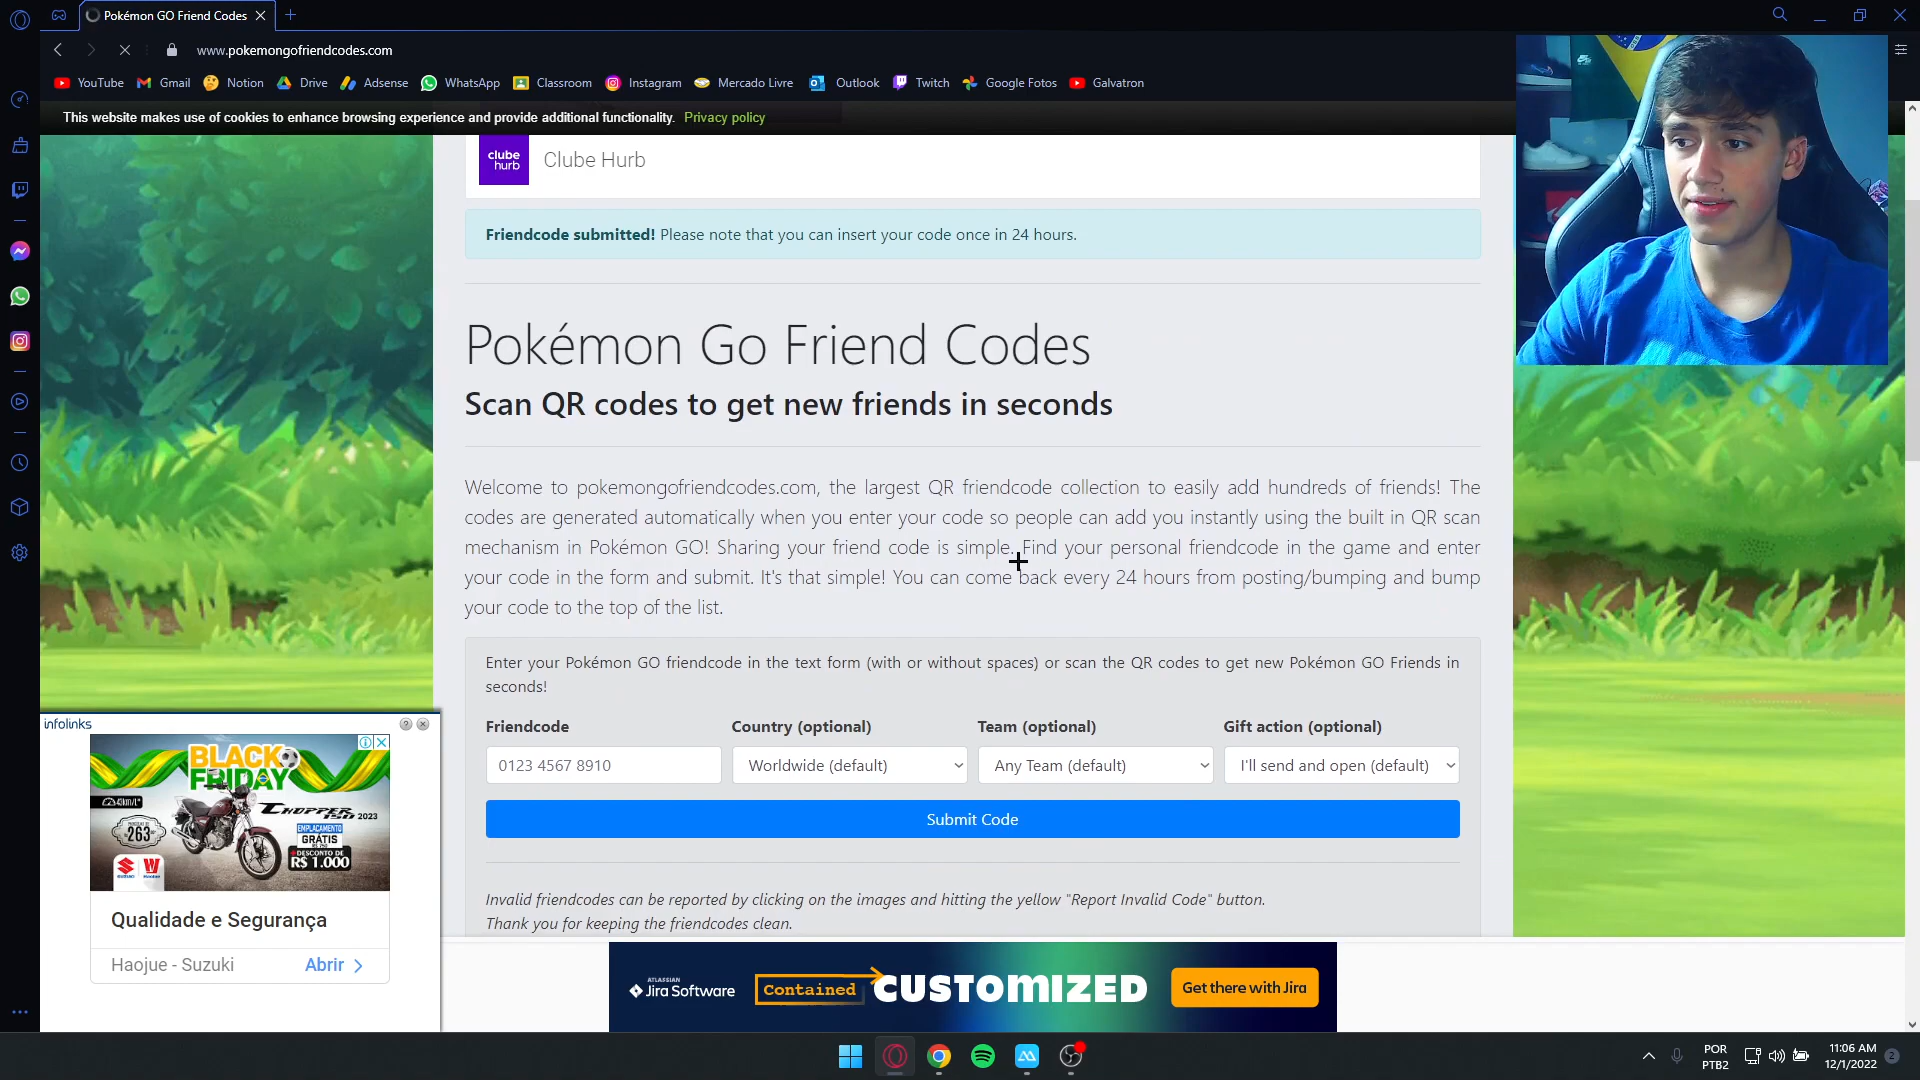 Pokémon GO Friend Codes
www.pokemongofriendcodes.com
YouTube Gmail Notion Drive Adsense WhatsApp Classroom Instagram Mercado Livre Outlook Twitch Google Fotos Galvatron
This website makes use of cookies to enhance browsing experience and provide additional functionality. Privacy policy
clube
hurb
Clube Hurb
Friendcode submitted! Please note that you can insert your code once in 24 hours.
Pokémon Go Friend Codes
Scan QR codes to get new friends in seconds
Welcome to pokemongofriendcodes.com, the largest QR friendcode collection to easily add hundreds of friends! The
codes are generated automatically when you enter your code so people can add you instantly using the built in QR scan
mechanism in Pokémon GO! Sharing your friend code is simple. Find your personal friendcode in the game and enter
your code in the form and submit. It's that simple! You can come back every 24 hours from posting/bumping and bump
your code to the top of the list.
Enter your Pokémon GO friendcode in the text form (with or without spaces) or scan the QR codes to get new Pokémon GO Friends in
seconds!
Friendcode Country (optional) Team (optional) Gift action (optional)
0123 4567 8910 Worldwide (default) Any Team (default) I'll send and open (default)
Submit Code
Invalid friendcodes can be reported by clicking on the images and hitting the yellow "Report Invalid Code" button.
Thank you for keeping the friendcodes clean.
infolinks
BLACK
FRIDAY
40km/L*
CHOPPER
150 2023
263
EMPLACAMENTO
GRÁTIS
+DESCONTO DE
R$ 1.000
Qualidade e Segurança
Haojue - Suzuki Abrir
ATLASSIAN
Jira Software
Contained
CUSTOMIZED
Get there with Jira
POR
PTB2
11:06 AM
12/1/2022
2